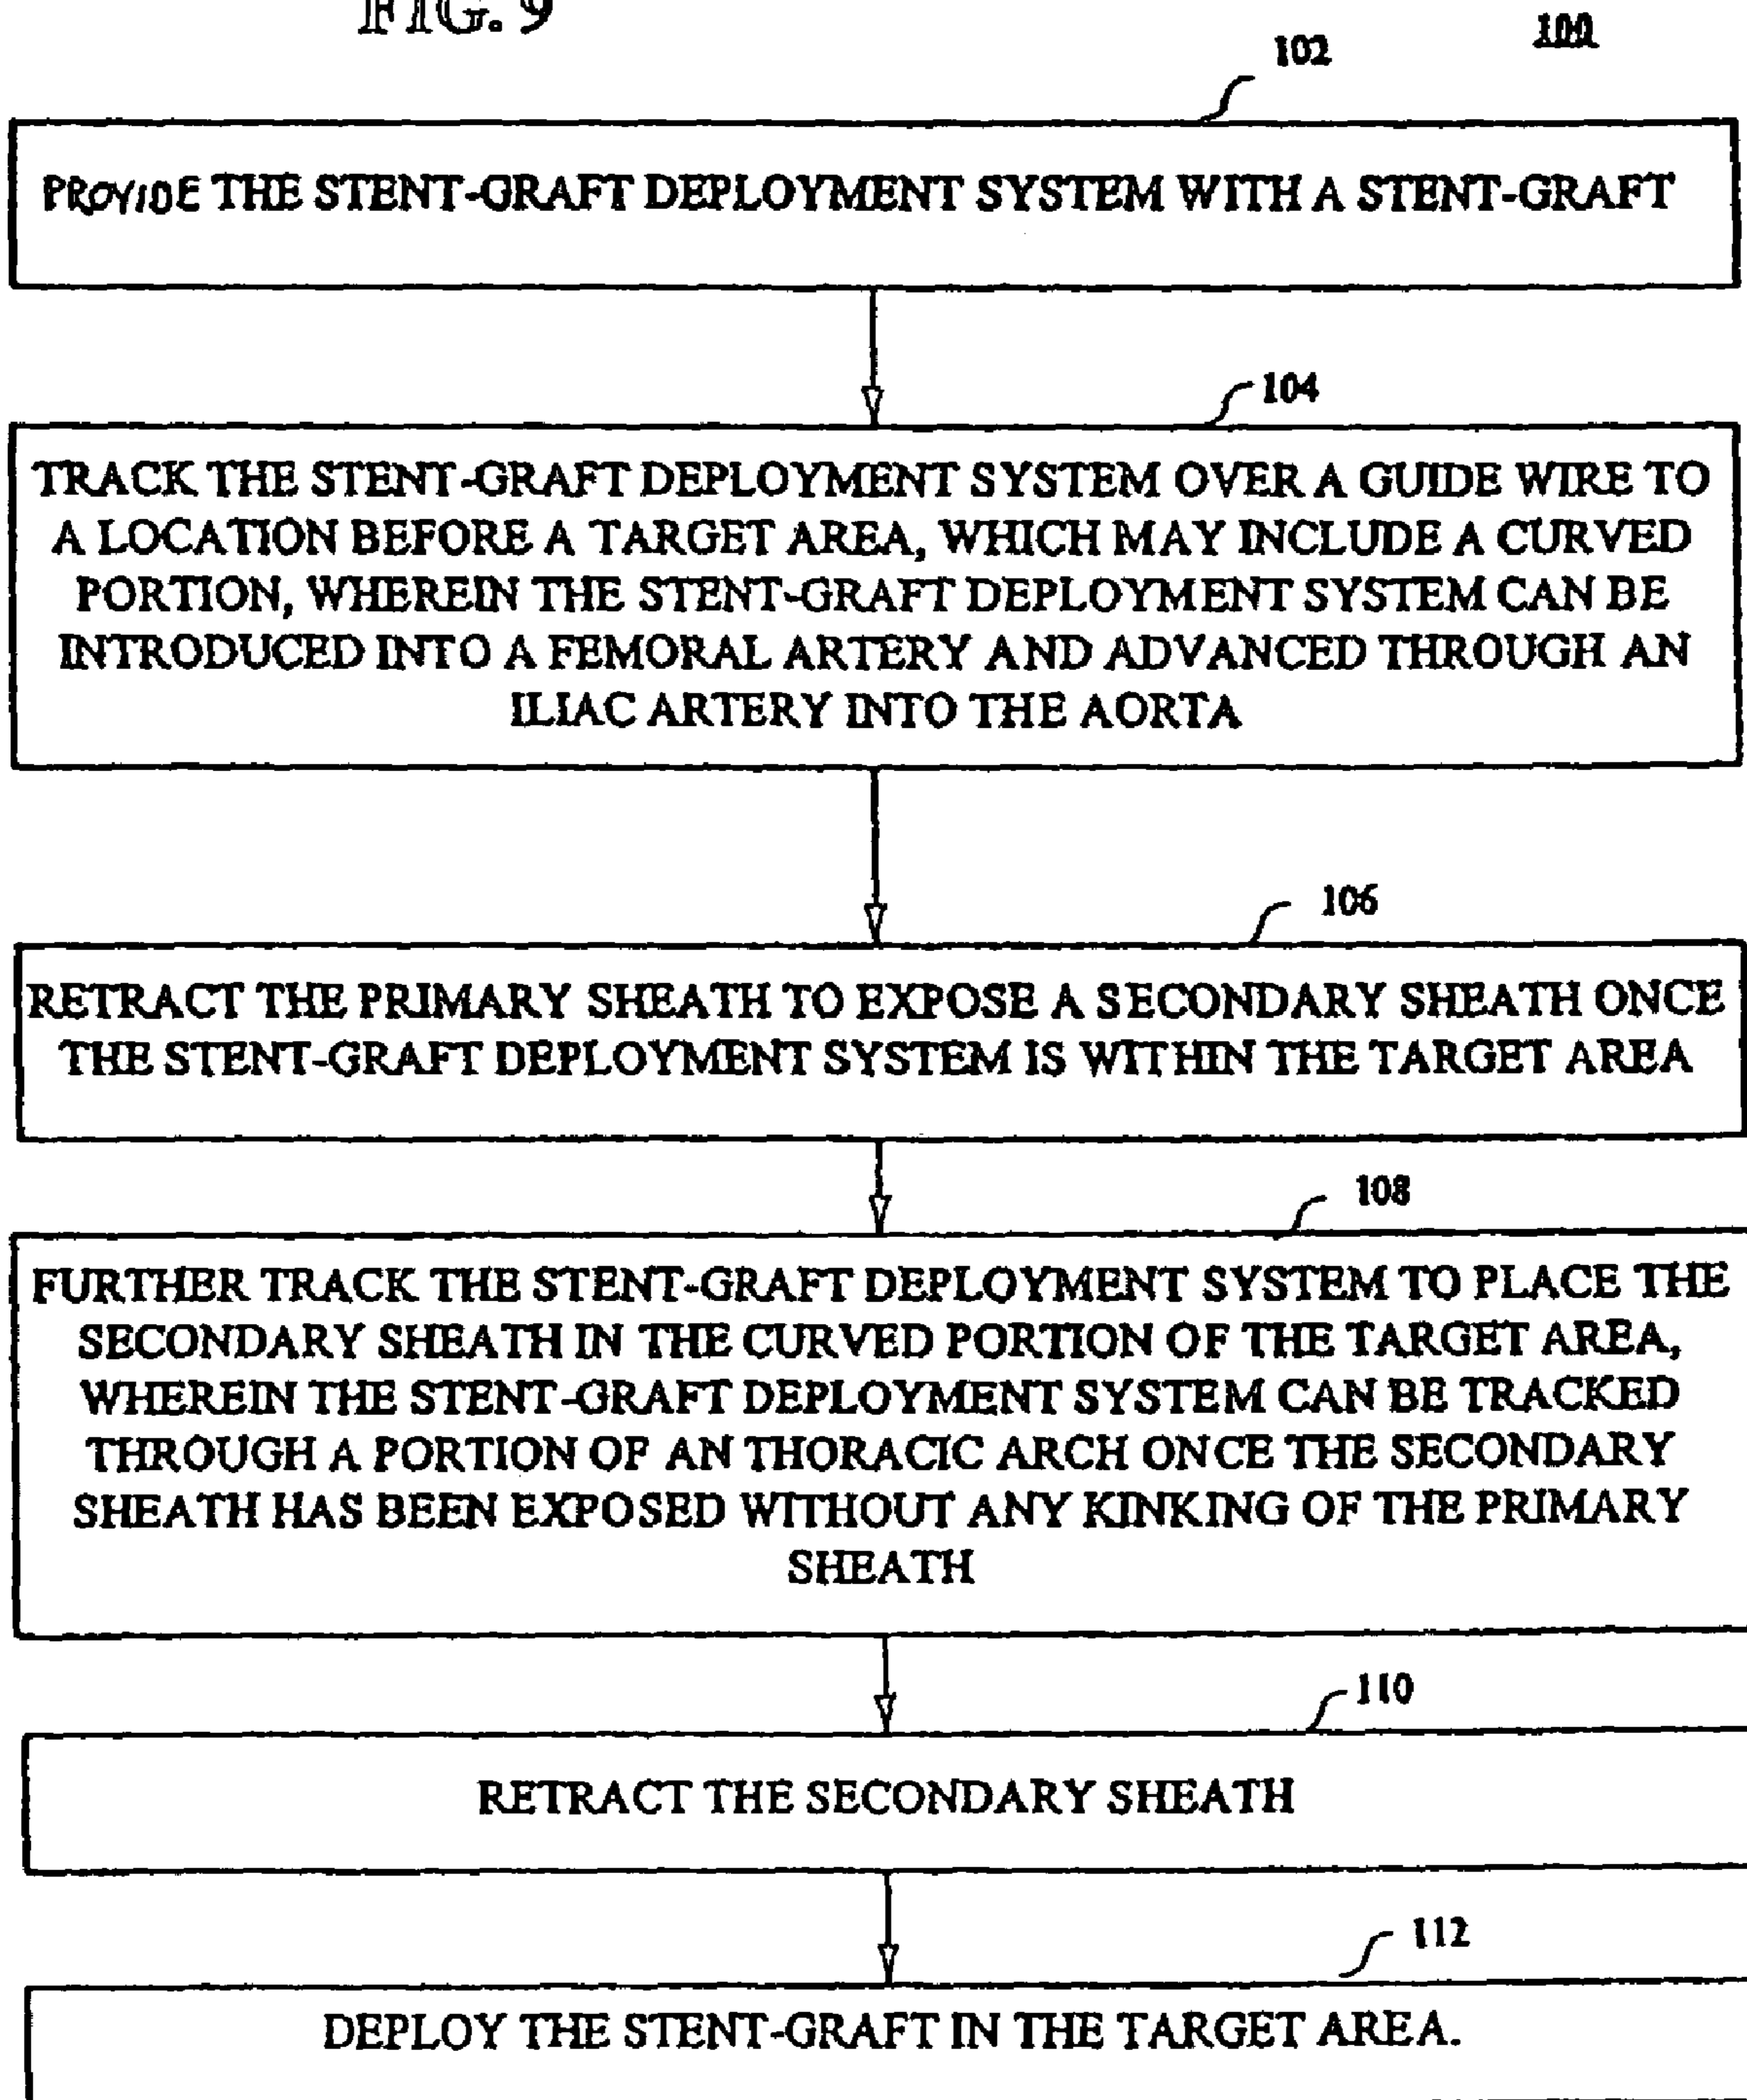 FIG. 9
100
102
PROVIDE THE STENT-GRAFT DEPLOYMENT SYSTEM WITH A STENT-GRAFT
104
TRACK THE STENT-GRAFT DEPLOYMENT SYSTEM OVER A GUIDE WIRE TO
A LOCATION BEFORE A TARGET AREA, WHICH MAY INCLUDE A CURVED
PORTION, WHEREIN THE STENT-GRAFT DEPLOYMENT SYSTEM CAN BE
INTRODUCED INTO A FEMORAL ARTERY AND ADVANCED THROUGH AN
ILIAC ARTERY INTO THE AORTA
106
RETRACT THE PRIMARY SHEATH TO EXPOSE A SECONDARY SHEATH ONCE
THE STENT-GRAFT DEPLOYMENT SYSTEM IS WITHIN THE TARGET AREA
108
FURTHER TRACK THE STENT-GRAFT DEPLOYMENT SYSTEM TO PLACE THE
SECONDARY SHEATH IN THE CURVED PORTION OF THE TARGET AREA,
WHEREIN THE STENT-GRAFT DEPLOYMENT SYSTEM CAN BE TRACKED
THROUGH A PORTION OF AN THORACIC ARCH ONCE THE SECONDARY
SHEATH HAS BEEN EXPOSED WITHOUT ANY KINKING OF THE PRIMARY
SHEATH
110
RETRACT THE SECONDARY SHEATH
112
DEPLOY THE STENT-GRAFT IN THE TARGET AREA.